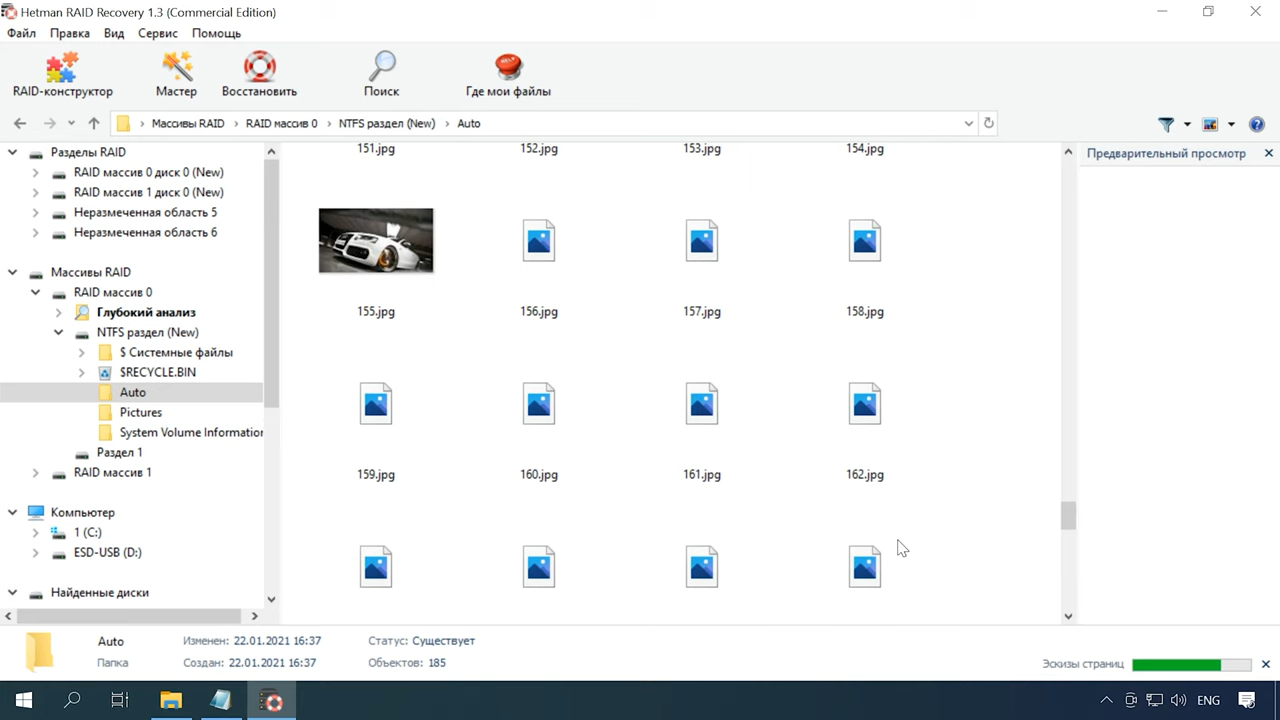 Hetman RAID Recovery 1.3 (Commercial Edition)
Файл Правка Вид Сервис Помощь
RAID-конструктор Мастер Восстановить Поиск Где мои файлы
Массивы RAID > RAID массив 0 > NTFS раздел (New) > Auto
Разделы RAID
RAID массив 0 диск 0 (New)
RAID массив 1 диск 0 (New)
Неразмеченная область 5
Неразмеченная область 6
Массивы RAID
RAID массив 0
Глубокий анализ
NTFS раздел (New)
$ Системные файлы
$RECYCLE.BIN
Auto
Pictures
System Volume Information
Раздел 1
RAID массив 1
Компьютер
1 (C:)
ESD-USB (D:)
Найденные диски
151.jpg 152.jpg 153.jpg 154.jpg
155.jpg 156.jpg 157.jpg 158.jpg
159.jpg 160.jpg 161.jpg 162.jpg
Предварительный просмотр
Auto Изменен: 22.01.2021 16:37 Статус: Существует
Папка Создан: 22.01.2021 16:37 Объектов: 185
Эскизы страниц
ENG